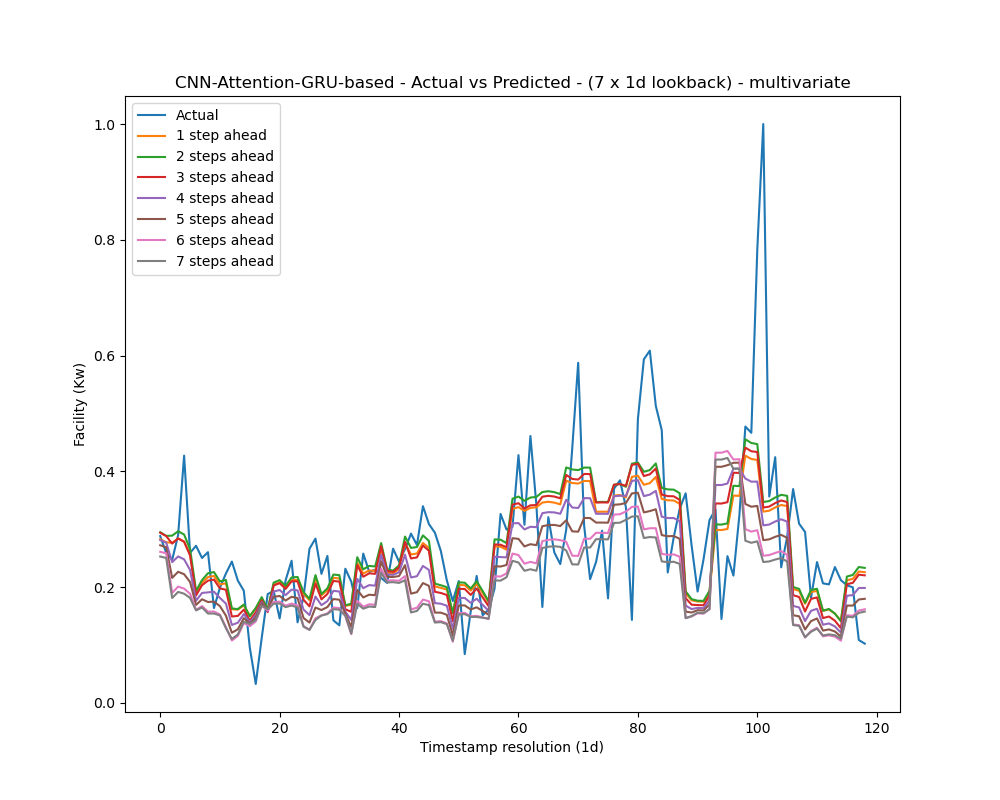 CNN-Attention-GRU-based - Actual vs Predicted - (7 x 1d lookback) - multivariate
Actual
1 step ahead
2 steps ahead
3 steps ahead
4 steps ahead
5 steps ahead
6 steps ahead
7 steps ahead
1.0
0.8
0.6
0.4
0.2
0.0
Facility (Kw)
0 20 40 60 80 100 120
Timestamp resolution (1d)